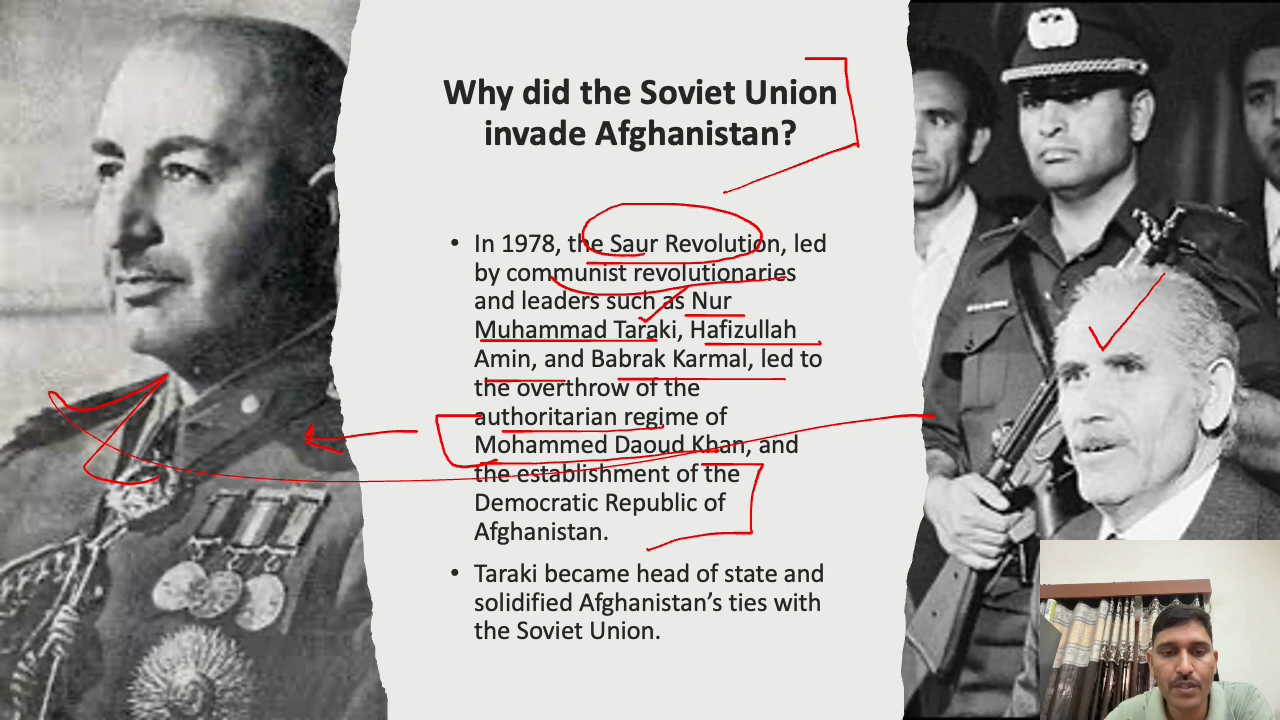 Why did the Soviet Union
invade Afghanistan?
• In 1978, the Saur Revolution, led
by communist revolutionaries
and leaders such as Nur
Muhammad Taraki, Hafizullah
Amin, and Babrak Karmal, led to
the overthrow of the
authoritarian regime of
Mohammed Daoud Khan, and
the establishment of the
Democratic Republic of
Afghanistan.
• Taraki became head of state and
solidified Afghanistan’s ties with
the Soviet Union.